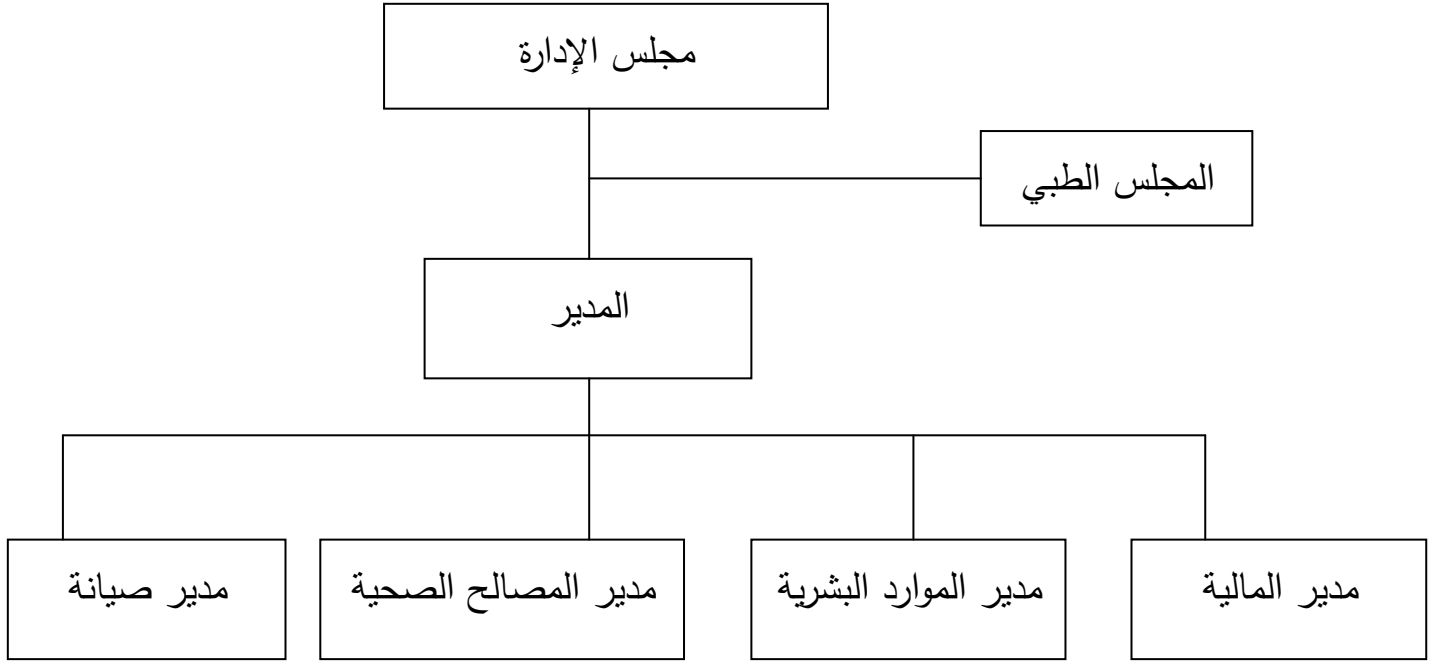 مجلس الإدارة
المجلس الطبي
المدير
مدير المالية
مدير الموارد البشرية
مدير المصالح الصحية
مدير صيانة